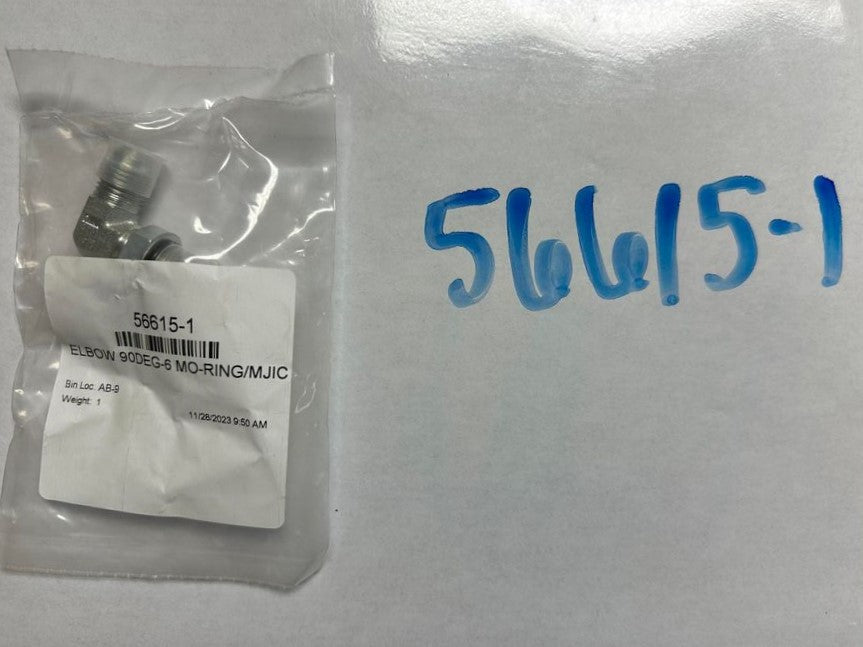 56615-1
ELBOW 90DEG-6 MO-RING/MJIC
Bin Loc: AB-9
Weight: 1
11/28/2023 9:50 AM
56615-1